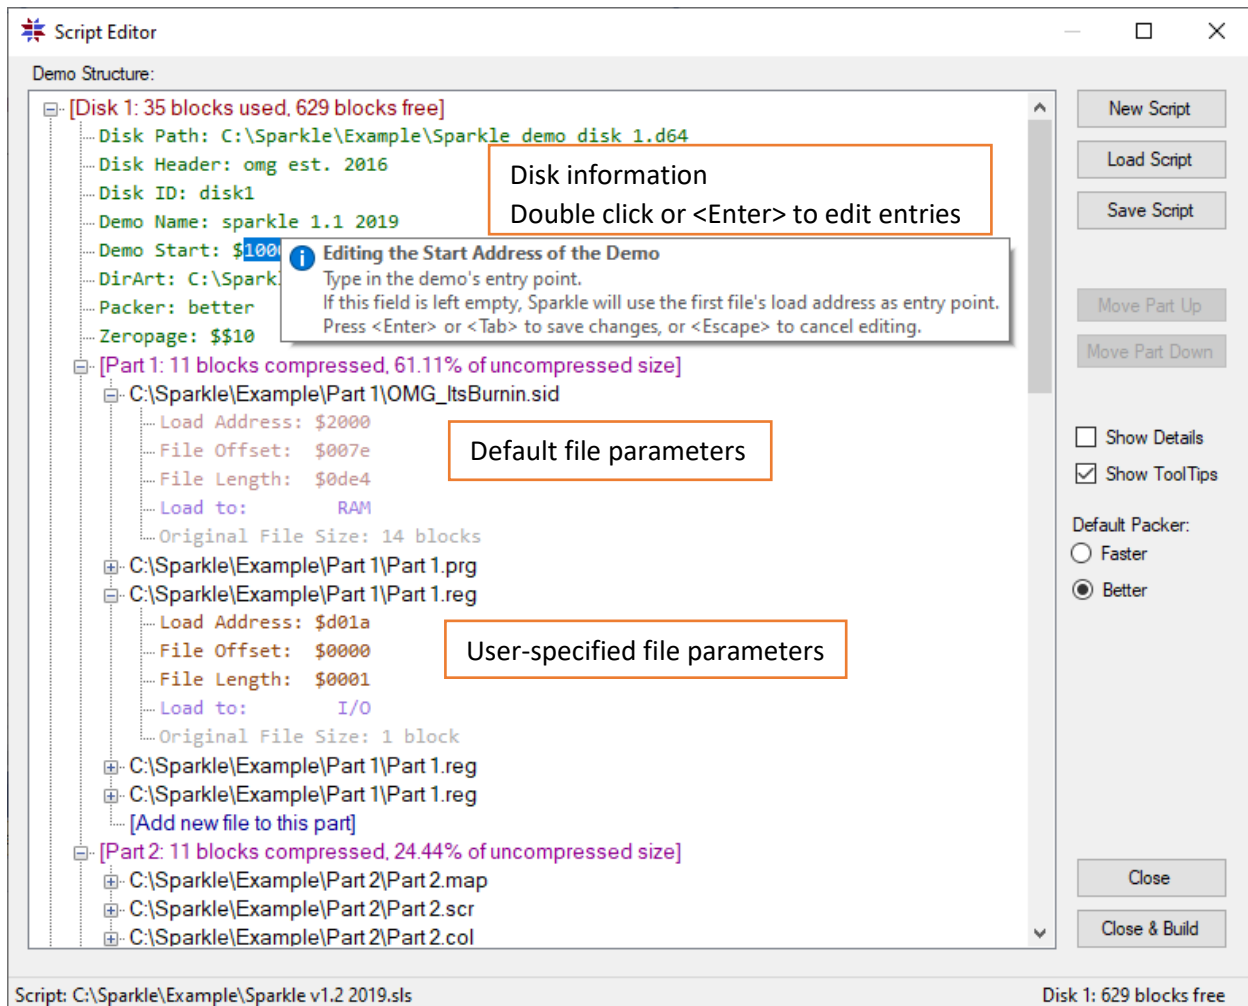 Script Editor
Demo Structure:
[Disk 1: 35 blocks used, 629 blocks free]
Disk Path: C:\Sparkle\Example\Sparkle demo disk 1.d64
Disk Header: omg est. 2016
Disk ID: disk1
Demo Name: sparkle 1.1 2019
Demo Start: $100
DirArt: C:\Spark
Packer: better
Zeropage: $$10
Disk information
Double click or <Enter> to edit entries
Editing the Start Address of the Demo
Type in the demo's entry point.
If this field is left empty, Sparkle will use the first file's load address as entry point.
Press <Enter> or <Tab> to save changes, or <Escape> to cancel editing.
[Part 1: 11 blocks compressed, 61.11% of uncompressed size]
C:\Sparkle\Example\Part 1\OMG_ItsBurnin.sid
Load Address: $2000
File Offset: $007e
File Length: $0de4
Load to: RAM
Original File Size: 14 blocks
Default file parameters
C:\Sparkle\Example\Part 1\Part 1.prg
C:\Sparkle\Example\Part 1\Part 1.reg
Load Address: $d01a
File Offset: $0000
File Length: $0001
Load to: I/O
Original File Size: 1 block
User-specified file parameters
C:\Sparkle\Example\Part 1\Part 1.reg
C:\Sparkle\Example\Part 1\Part 1.reg
[Add new file to this part]
[Part 2: 11 blocks compressed, 24.44% of uncompressed size]
C:\Sparkle\Example\Part 2\Part 2.map
C:\Sparkle\Example\Part 2\Part 2.scr
C:\Sparkle\Example\Part 2\Part 2.col
New Script
Load Script
Save Script
Move Part Up
Move Part Down
Show Details
Show ToolTips
Default Packer:
Faster
Better
Close
Close & Build
Script: C:\Sparkle\Example\Sparkle v1.2 2019.sls
Disk 1: 629 blocks free